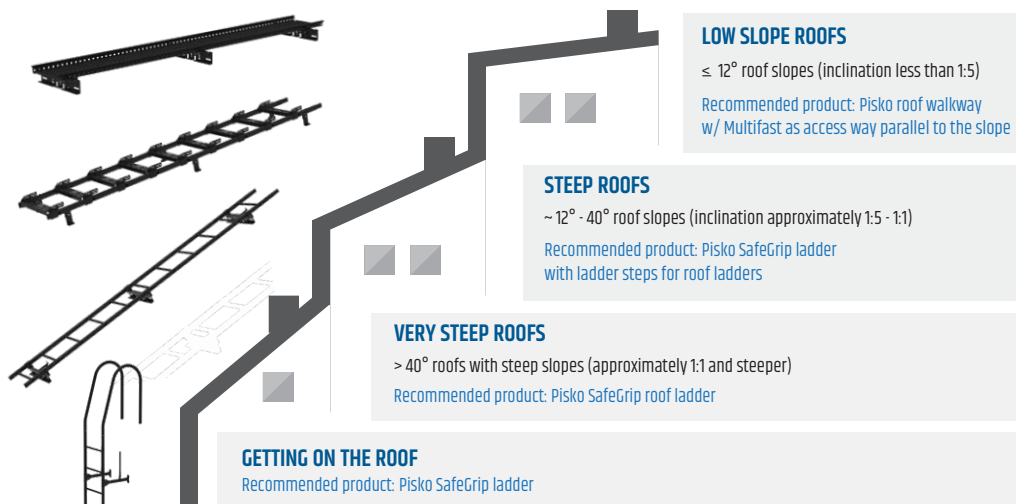 LOW SLOPE ROOFS
≤ 12° roof slopes (inclination less than 1:5)
Recommended product: Pisko roof walkway
w/ Multifast as access way parallel to the slope
STEEP ROOFS
~ 12° - 40° roof slopes (inclination approximately 1:5 - 1:1)
Recommended product: Pisko SafeGrip ladder
with ladder steps for roof ladders
VERY STEEP ROOFS
> 40° roofs with steep slopes (approximately 1:1 and steeper)
Recommended product: Pisko SafeGrip roof ladder
GETTING ON THE ROOF
Recommended product: Pisko SafeGrip ladder